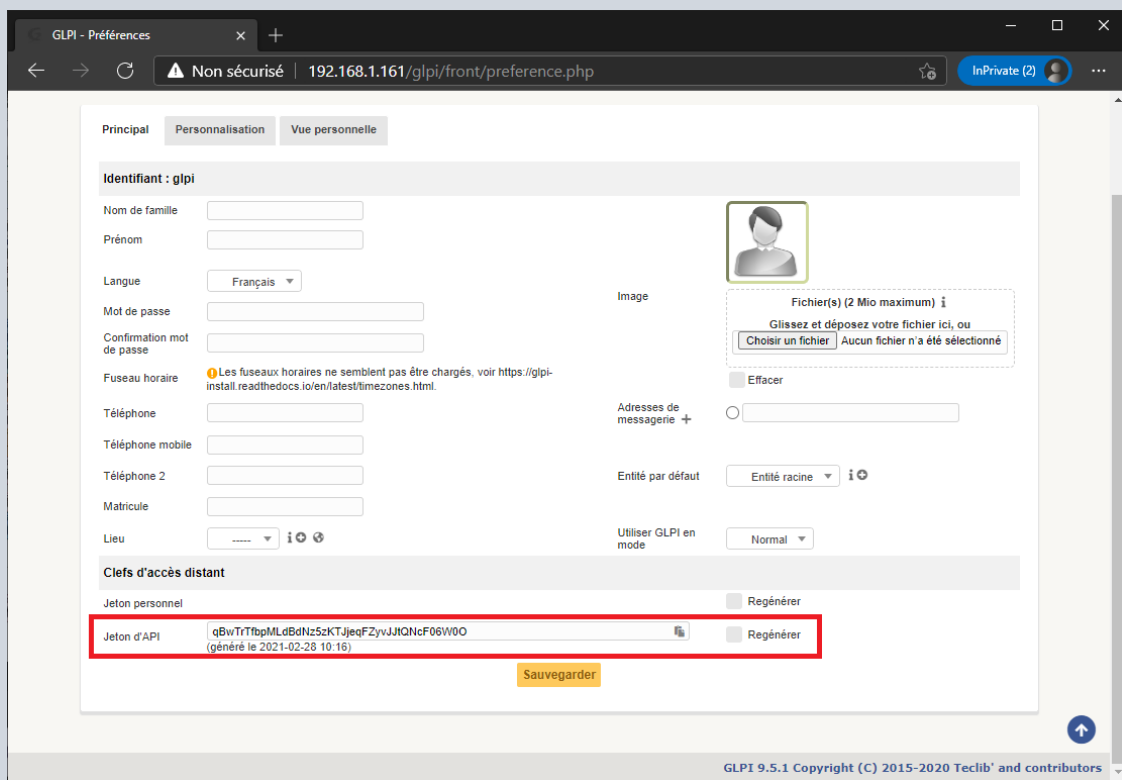 GLPI - Préférences
Non sécurisé
192.168.1.161/glpi/front/preference.php
InPrivate (2)
Principal
Personnalisation
Vue personnelle
Identifiant : glpi
Nom de famille
Prénom
Langue
Français
Mot de passe
Confirmation mot
de passe
Fuseau horaire
Les fuseaux horaires ne semblent pas être chargés, voir https://glpi-
install.readthedocs.io/en/latest/timezones.html.
Téléphone
Téléphone mobile
Téléphone 2
Matricule
Lieu
-----
Image
Fichier(s) (2 Mio maximum)
Glissez et déposez votre fichier ici, ou
Choisir un fichier
Aucun fichier n'a été sélectionné
Effacer
Adresses de
messagerie
Entité par défaut
Entité racine
Utiliser GLPI en
mode
Normal
Clefs d'accès distant
Jeton personnel
Regénérer
Jeton d'API
qBwTrTfbpMLdBdNz5zKTJjeqFZyvJJtQNcF06W0O
(généré le 2021-02-28 10:16)
Regénérer
Sauvegarder
GLPI 9.5.1 Copyright (C) 2015-2020 Teclib' and contributors